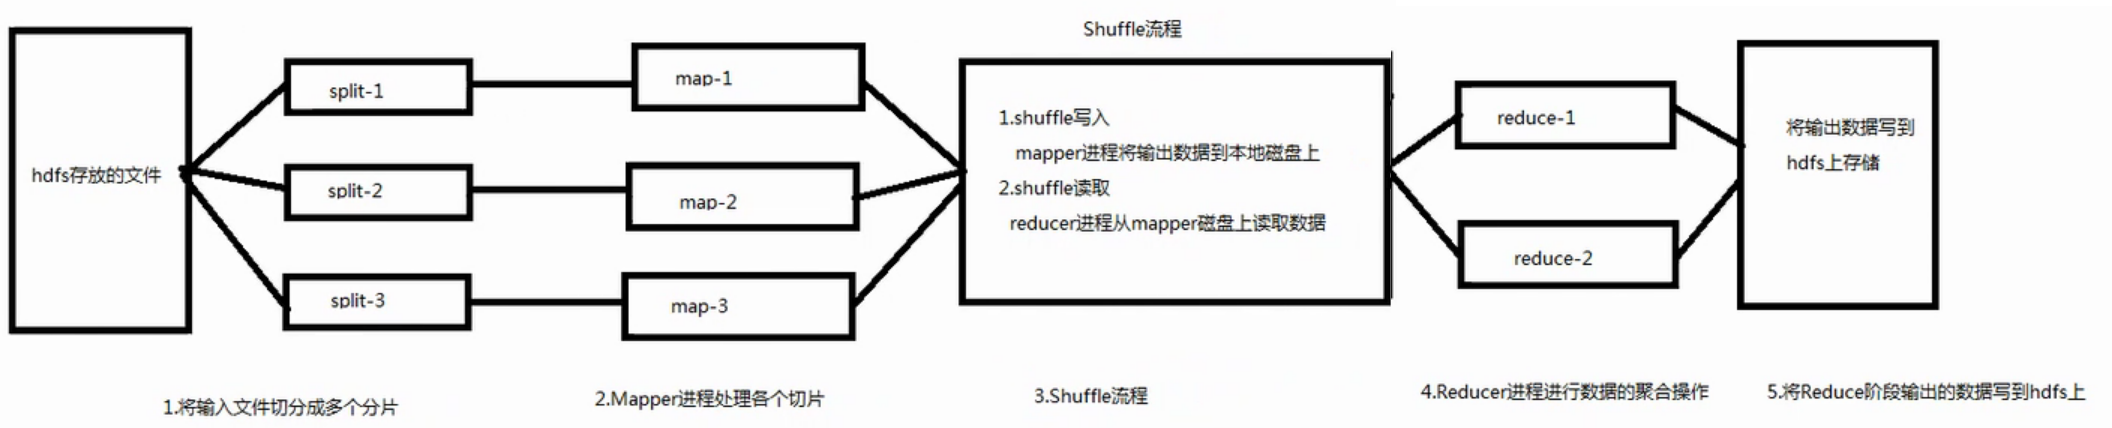 Shuffle流程
hdfs存放的文件
split-1
split-2
split-3
map-1
map-2
map-3
1.shuffle写入
mapper进程将输出数据到本地磁盘上
2.shuffle读取
reducer进程从mapper磁盘上读取数据
reduce-1
reduce-2
将输出数据写到
hdfs上存储
1.将输入文件切分成多个分片
2.Mapper进程处理各个切片
3.Shuffle流程
4.Reducer进程进行数据的聚合操作
5.将Reduce阶段输出的数据写到hdfs上